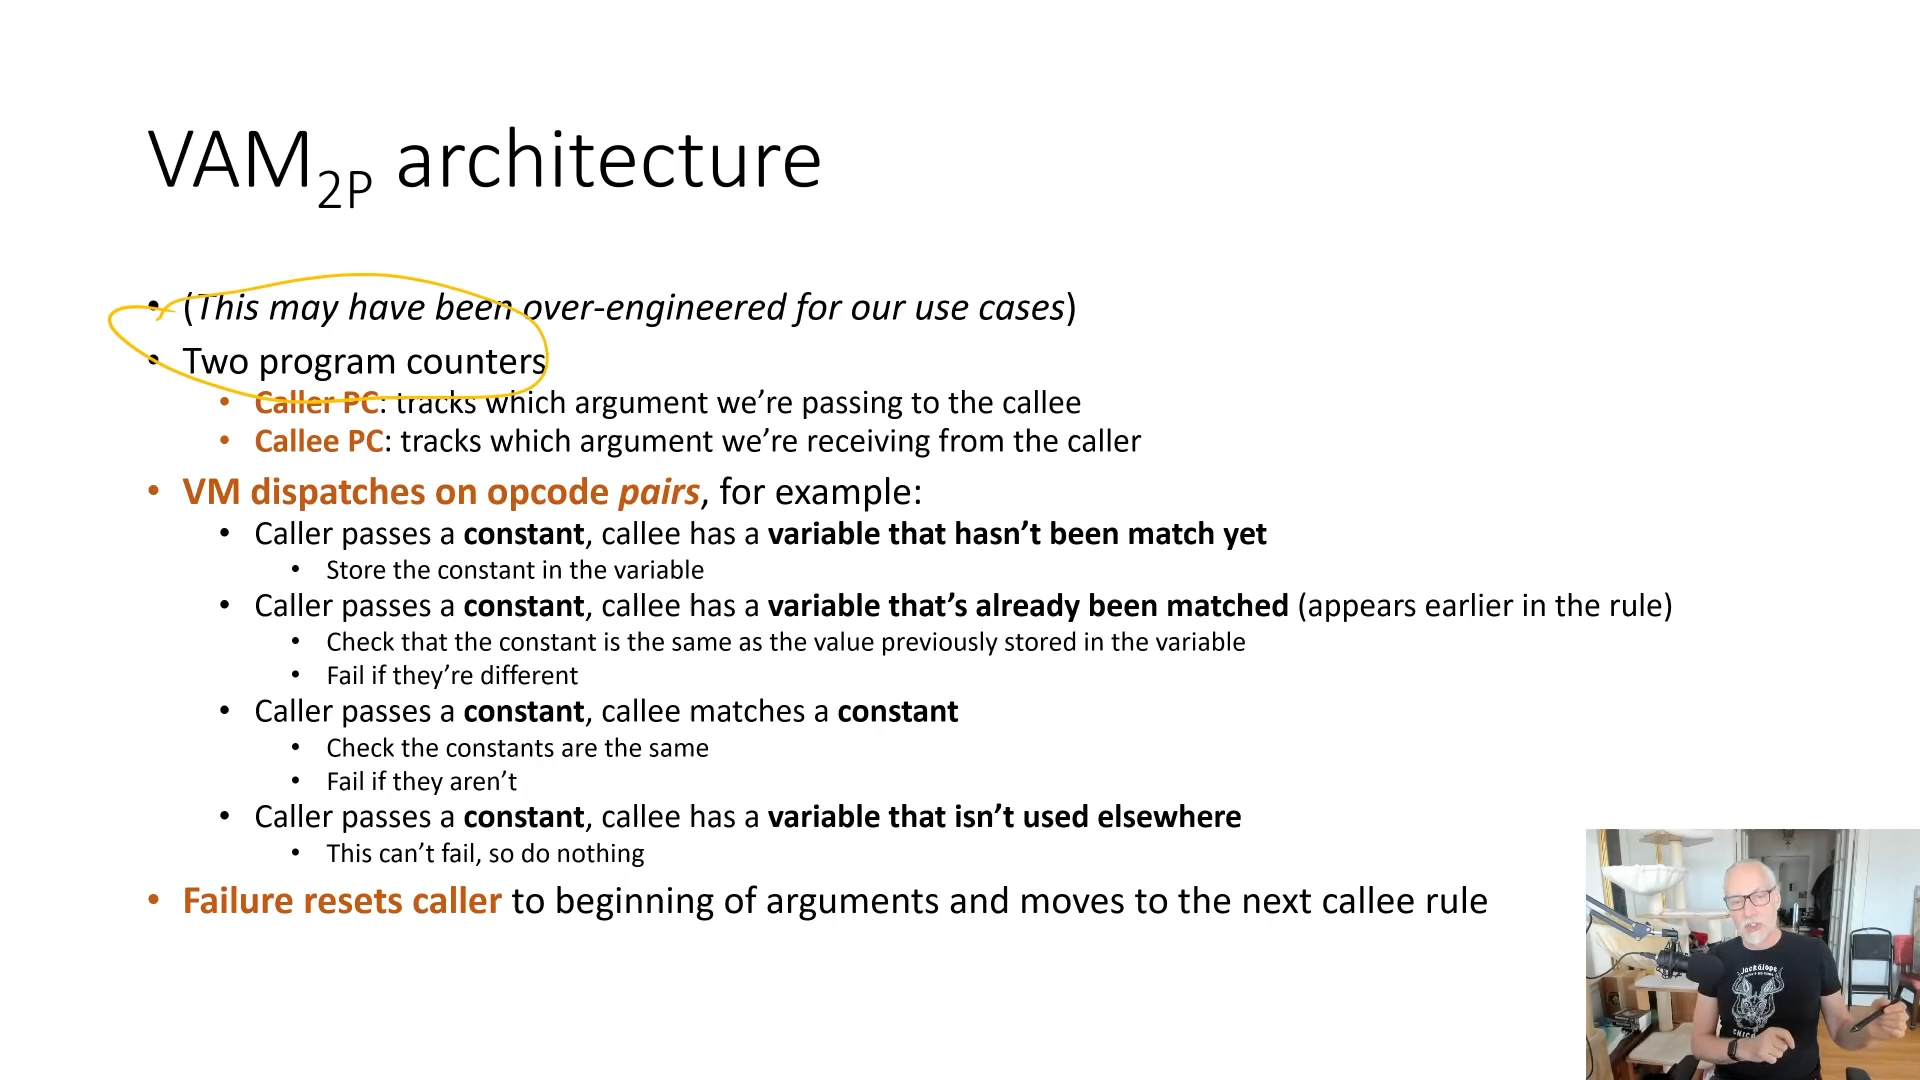 VAM2P architecture
• (This may have been over-engineered for our use cases)
• Two program counters
• Caller PC: tracks which argument we’re passing to the callee
• Callee PC: tracks which argument we’re receiving from the caller
• VM dispatches on opcode pairs, for example:
• Caller passes a constant, callee has a variable that hasn’t been match yet
• Store the constant in the variable
• Caller passes a constant, callee has a variable that’s already been matched (appears earlier in the rule)
• Check that the constant is the same as the value previously stored in the variable
• Fail if they’re different
• Caller passes a constant, callee matches a constant
• Check the constants are the same
• Fail if they aren’t
• Caller passes a constant, callee has a variable that isn’t used elsewhere
• This can’t fail, so do nothing
• Failure resets caller to beginning of arguments and moves to the next callee rule
Jackalope